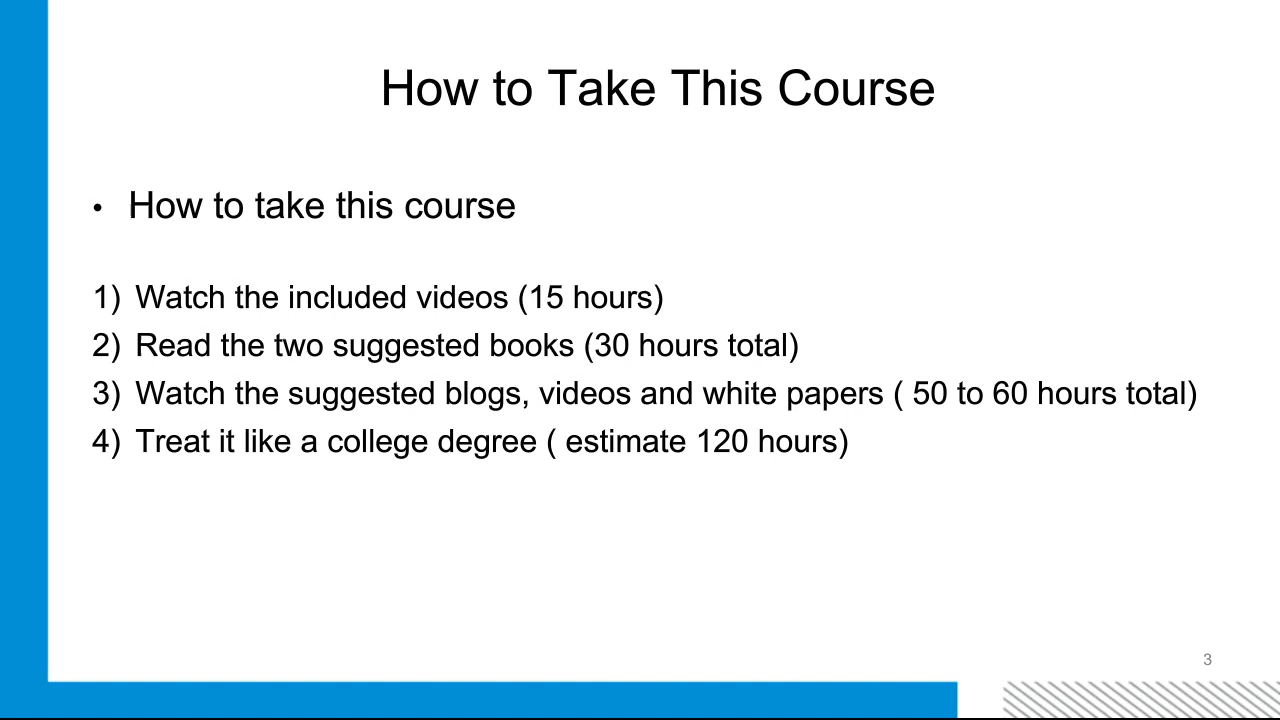 How to Take This Course
• How to take this course
1) Watch the included videos (15 hours)
2) Read the two suggested books (30 hours total)
3) Watch the suggested blogs, videos and white papers ( 50 to 60 hours total)
4) Treat it like a college degree ( estimate 120 hours)
3